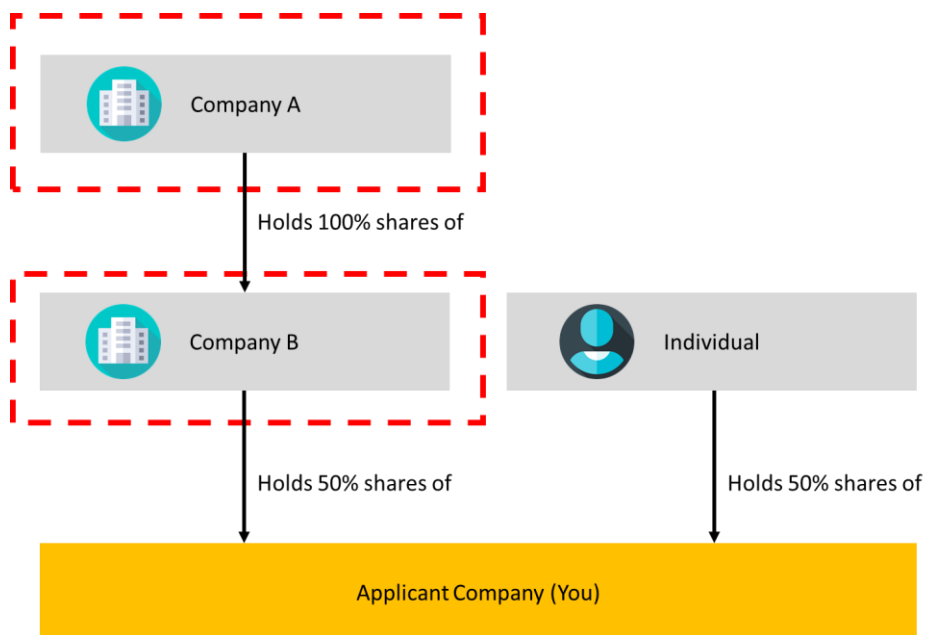 Company A
Holds 100% shares of
Company B
Individual
Holds 50% shares of
Holds 50% shares of
Applicant Company (You)